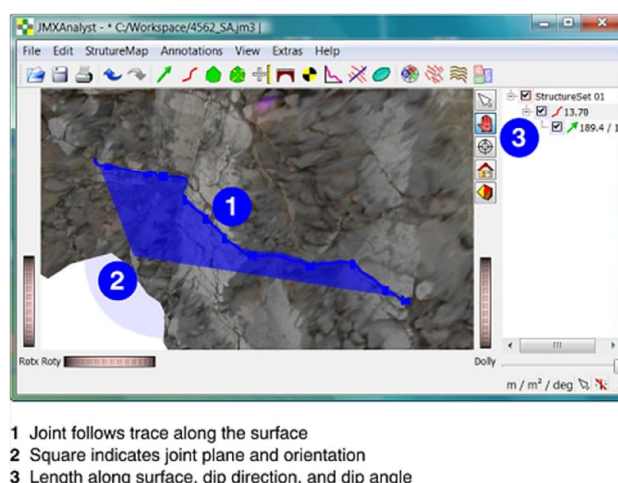 JMXAnalyst - * C:/Workspace/4562_SA.jm3 |
File Edit StrutureMap Annotations View Extras Help
StructureSet 01
13.70
189.4 / 1
1
2
3
Rotx Roty
Dolly
m / m² / deg
1 Joint follows trace along the surface
2 Square indicates joint plane and orientation
3 Length along surface, dip direction, and dip angle